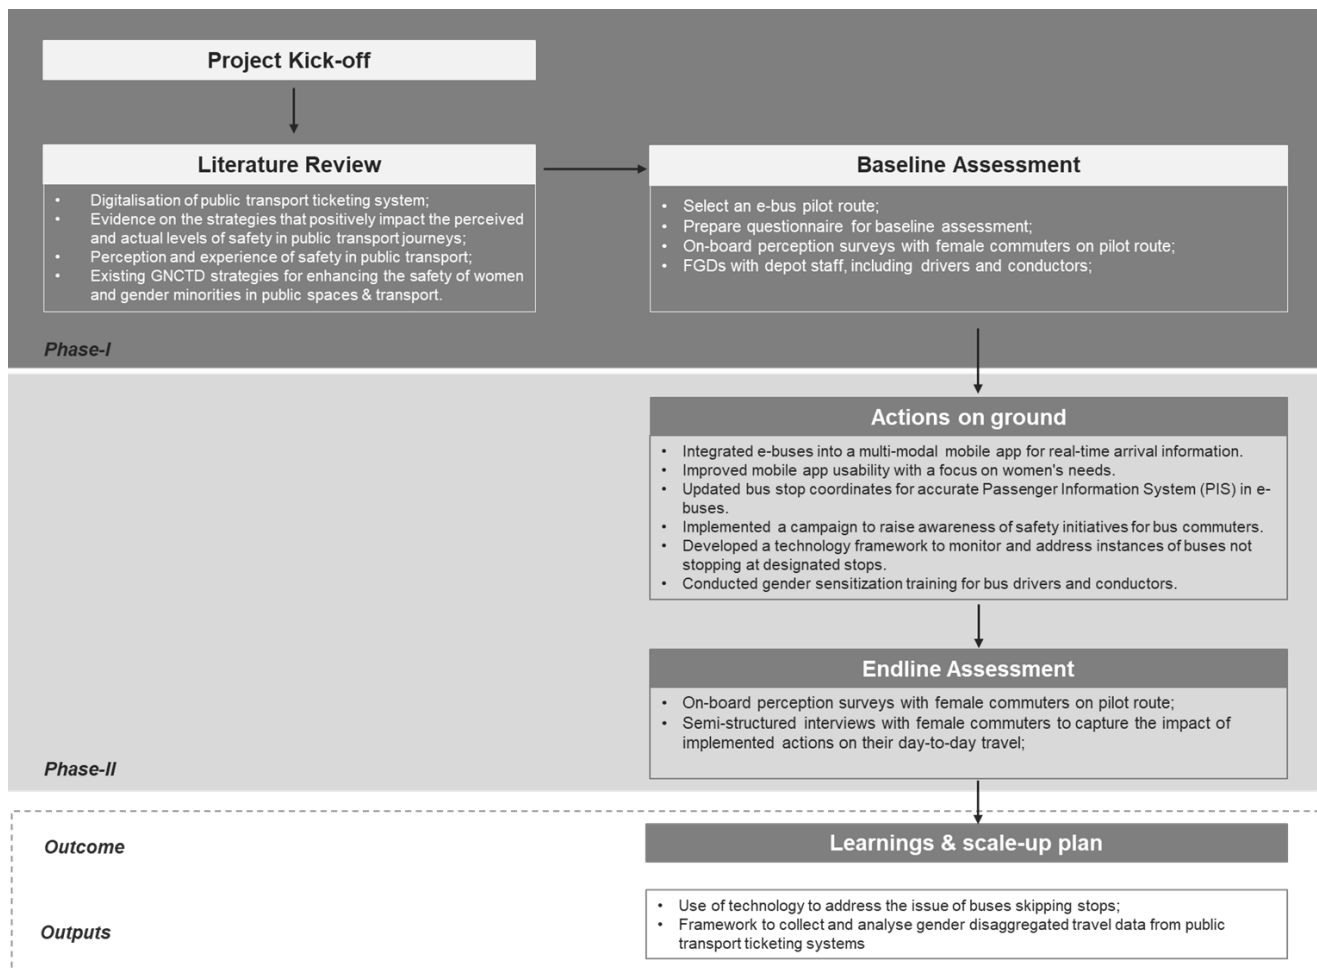 Project Kick-off
Literature Review
• Digitalisation of public transport ticketing system;
• Evidence on the strategies that positively impact the perceived
and actual levels of safety in public transport journeys;
• Perception and experience of safety in public transport;
• Existing GNCTD strategies for enhancing the safety of women
and gender minorities in public spaces & transport.
Baseline Assessment
• Select an e-bus pilot route;
• Prepare questionnaire for baseline assessment;
• On-board perception surveys with female commuters on pilot route;
• FGDs with depot staff, including drivers and conductors;
Phase-I
Actions on ground
• Integrated e-buses into a multi-modal mobile app for real-time arrival information.
• Improved mobile app usability with a focus on women's needs.
• Updated bus stop coordinates for accurate Passenger Information System (PIS) in e-
buses.
• Implemented a campaign to raise awareness of safety initiatives for bus commuters.
• Developed a technology framework to monitor and address instances of buses not
stopping at designated stops.
• Conducted gender sensitization training for bus drivers and conductors.
Endline Assessment
• On-board perception surveys with female commuters on pilot route;
• Semi-structured interviews with female commuters to capture the impact of
implemented actions on their day-to-day travel;
Phase-II
Outcome
Learnings & scale-up plan
Outputs
• Use of technology to address the issue of buses skipping stops;
• Framework to collect and analyse gender disaggregated travel data from public
transport ticketing systems